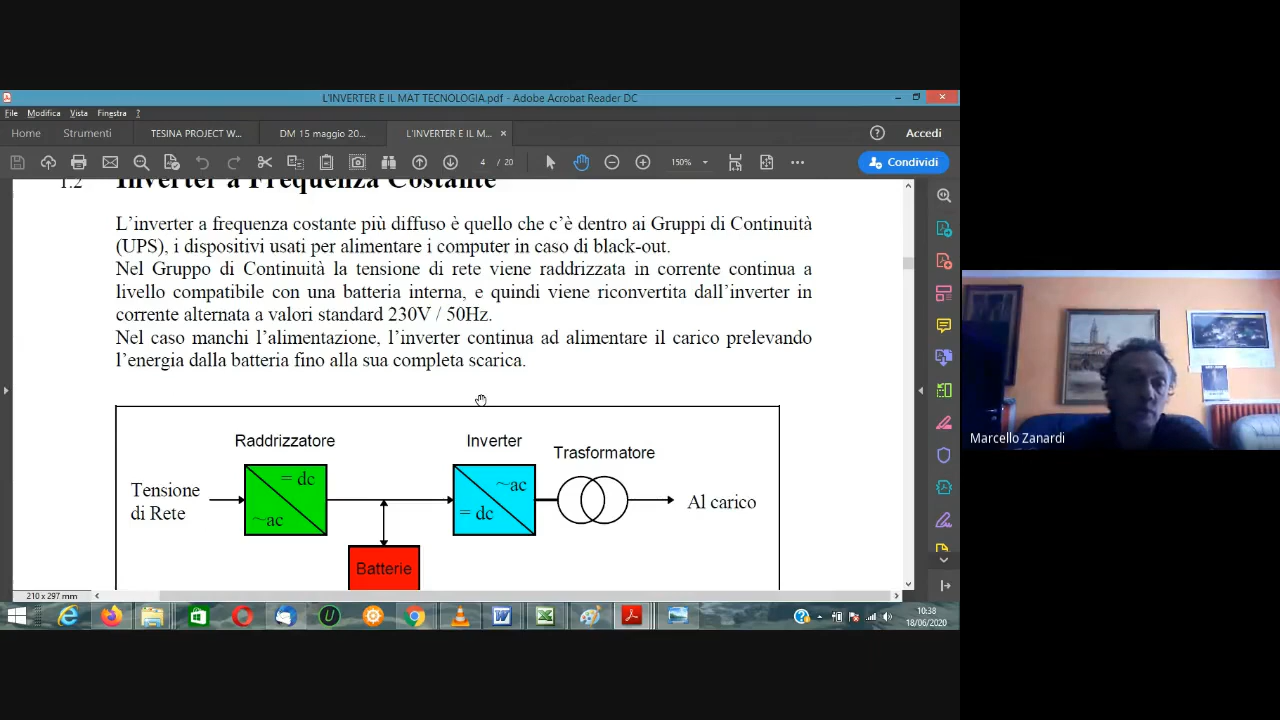 L'INVERTER E IL MAT TECNOLOGIA.pdf - Adobe Acrobat Reader DC
File Modifica Vista Finestra ?
Home Strumenti TESINA PROJECT W... DM 15 maggio 20... L'INVERTER E IL M... × Accedi
4 / 20 150% Condividi
1.2 Inverter a Frequenza Costante
L'inverter a frequenza costante più diffuso è quello che c'è dentro ai Gruppi di Continuità
(UPS), i dispositivi usati per alimentare i computer in caso di black-out.
Nel Gruppo di Continuità la tensione di rete viene raddrizzata in corrente continua a
livello compatibile con una batteria interna, e quindi viene riconvertita dall'inverter in
corrente alternata a valori standard 230V / 50Hz.
Nel caso manchi l'alimentazione, l'inverter continua ad alimentare il carico prelevando
l'energia dalla batteria fino alla sua completa scarica.
Raddrizzatore
Inverter
Trasformatore
Tensione
di Rete
= dc
~ac
~ac
= dc
Al carico
Batterie
210 x 297 mm
10:38
18/06/2020
Marcello Zanardi